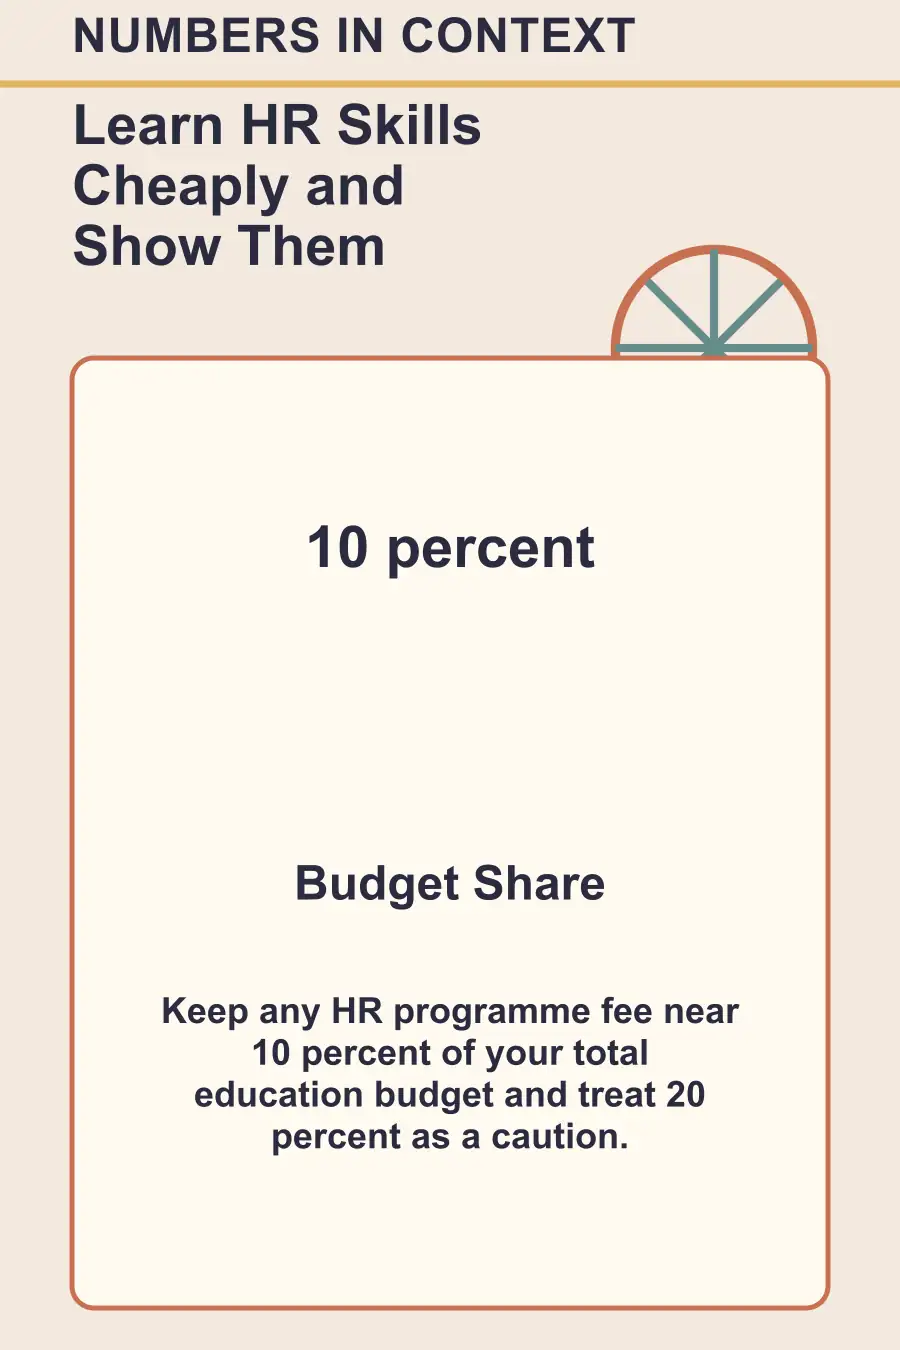 NUMBERS IN CONTEXT
Learn HR Skills
Cheaply and
Show Them
10 percent
Budget Share
Keep any HR programme fee near
10 percent of your total
education budget and treat 20
percent as a caution.